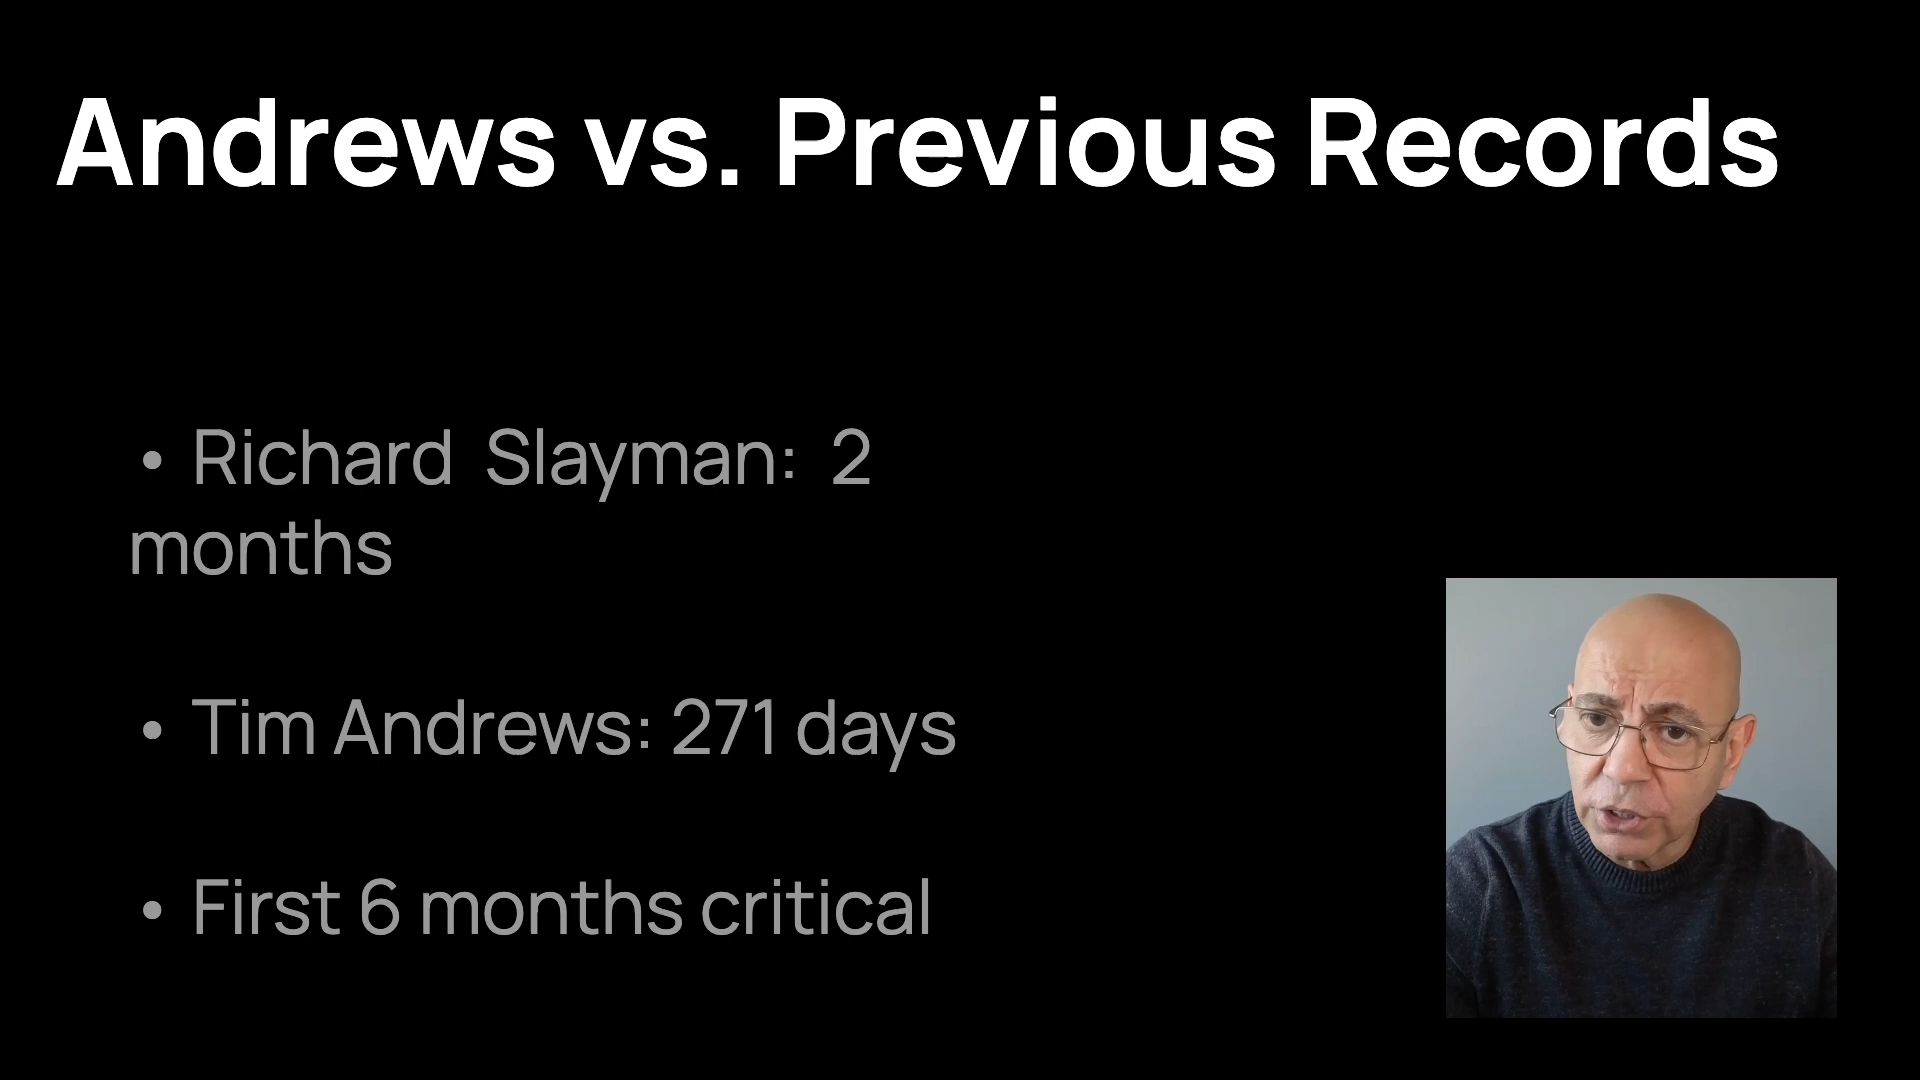 Andrews vs. Previous Records
• Richard Slayman: 2
months
• Tim Andrews: 271 days
• First 6 months critical